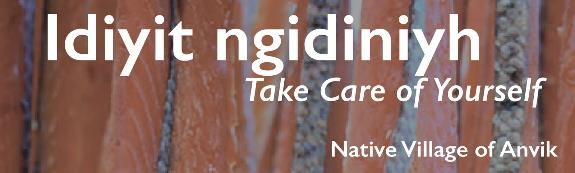 Idiyit ngidiniyh
Take Care of Yourself
Native Village of Anvik